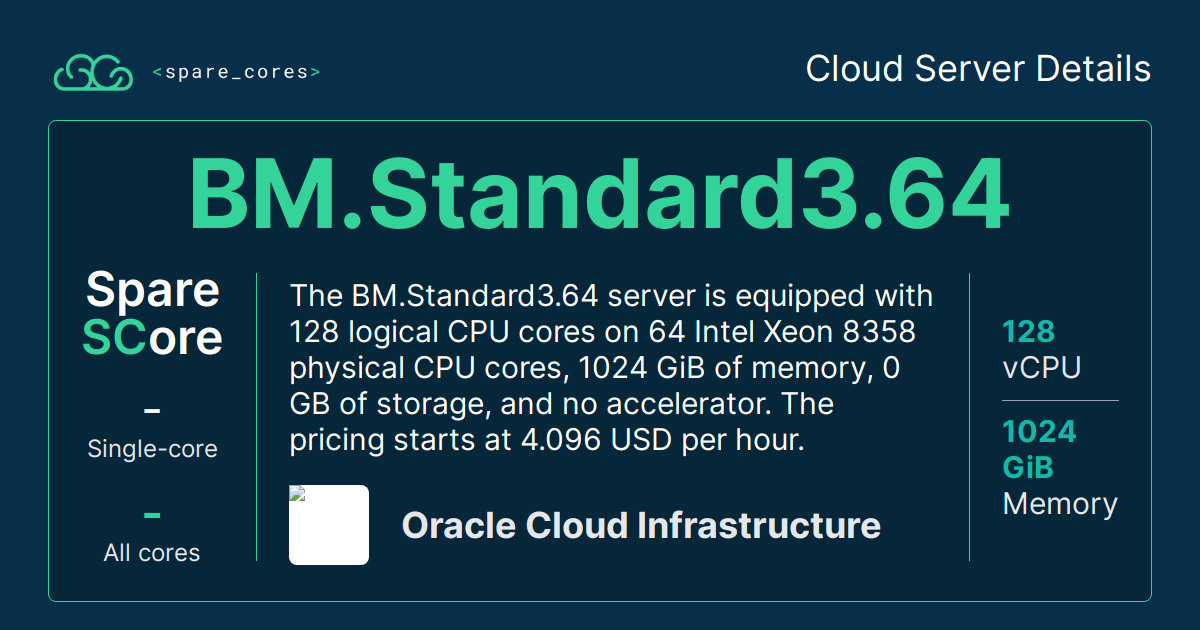 <spare_cores>
Cloud Server Details
BM.Standard3.64
Spare
SCore
-
Single-core
-
All cores
The BM.Standard3.64 server is equipped with
128 logical CPU cores on 64 Intel Xeon 8358
physical CPU cores, 1024 GiB of memory, 0
GB of storage, and no accelerator. The
pricing starts at 4.096 USD per hour.
Oracle Cloud Infrastructure
128
vCPU
1024
GiB
Memory